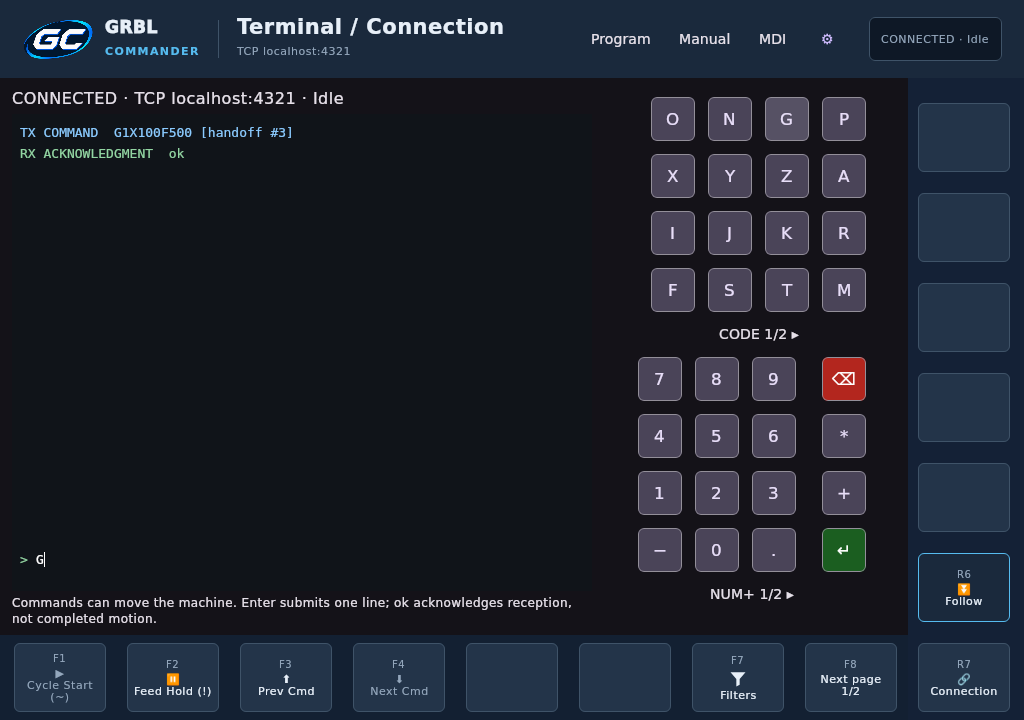 GC
GRBL
COMMANDER
Terminal / Connection
TCP localhost:4321
Program
Manual
MDI
⚙
CONNECTED · Idle
CONNECTED · TCP localhost:4321 · Idle
TX COMMAND  G1X100F500 [handoff #3]
RX ACKNOWLEDGMENT  ok
> G
Commands can move the machine. Enter submits one line; ok acknowledges reception,
not completed motion.
O N G P
X Y Z A
I J K R
F S T M
CODE 1/2 ▸
7 8 9 ⌫
4 5 6 *
1 2 3 +
− 0 . ↵
NUM+ 1/2 ▸
R6
⏬
Follow
F1
▶
Cycle Start
(~)
F2
⏸
Feed Hold (!)
F3
⬆
Prev Cmd
F4
⬇
Next Cmd
F7
Filters
F8
Next page
1/2
R7
🔗
Connection